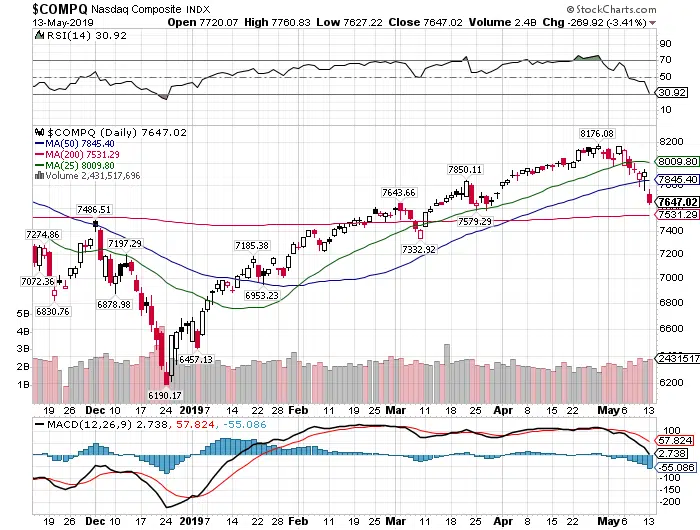 $COMPQ Nasdaq Composite INDX © StockCharts.com
13-May-2019 Open 7720.07 High 7760.83 Low 7627.22 Close 7647.02 Volume 2.4B Chg -269.92 (-3.41%)
RSI(14) 30.92
90
70
50
30.92
10
$COMPQ (Daily) 7647.02
MA(50) 7845.40
MA(200) 7531.29
MA(25) 8009.80
Volume 2,431,517,696
8176.08
8200
8009.80
7850.11
7845.40
7643.66
7647.02
7486.51
7579.29
7531.29
7400
7274.86
7197.29
7185.38
7332.92
7200
7072.36
6953.23
7000
6830.76
6878.98
6800
5B
6600
4B
3B
6457.13
2431517
2B
1B
6190.17
6200
19 26 Dec 10 17 24 2019 7 14 22 28 Feb 11 19 25 Mar 11 18 25 Apr 8 15 22 May 6 13
MACD(12,26,9) 2.738, 57.824, -55.086
100
57.824
2.738
-55.086
-100
-150
-200
19 26 Dec 10 17 24 2019 7 14 22 28 Feb 11 19 25 Mar 11 18 25 Apr 8 15 22 May 6 13